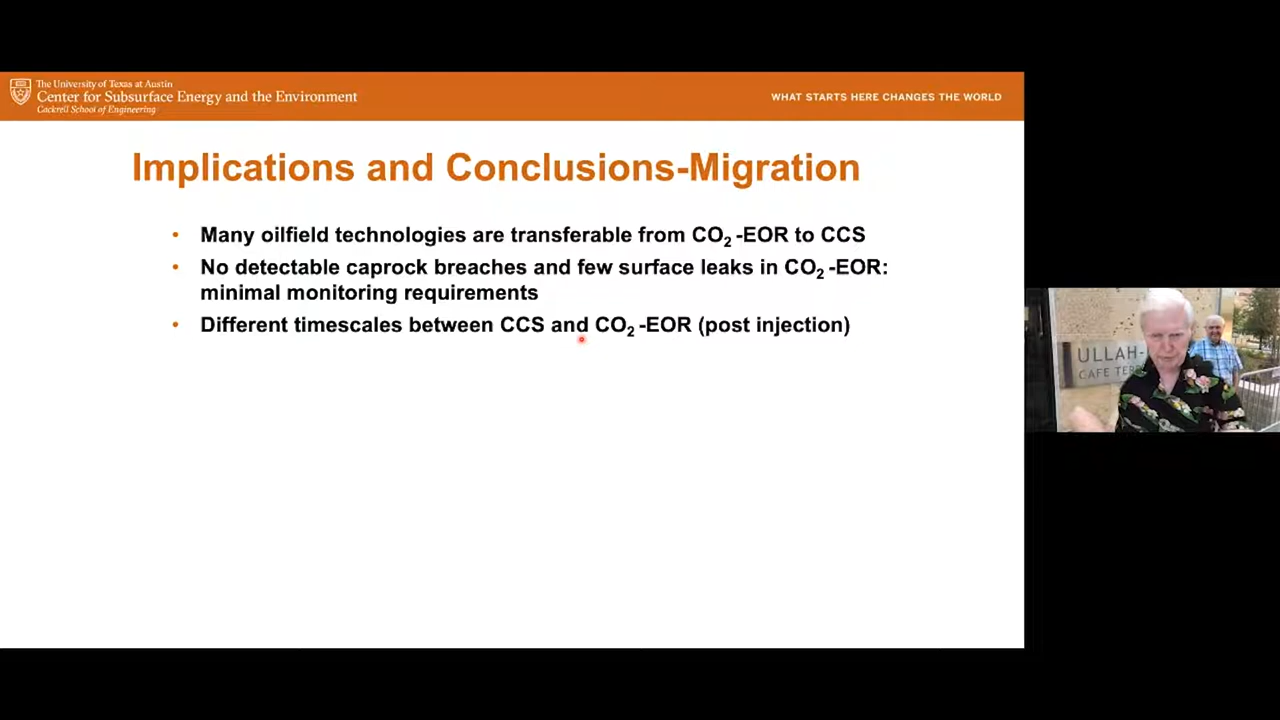 The University of Texas at Austin
Center for Subsurface Energy and the Environment
Cockrell School of Engineering
WHAT STARTS HERE CHANGES THE WORLD
Implications and Conclusions-Migration
• Many oilfield technologies are transferable from CO₂ -EOR to CCS
• No detectable caprock breaches and few surface leaks in CO₂ -EOR:
minimal monitoring requirements
• Different timescales between CCS and CO₂ -EOR (post injection)
ULLAH-
CAFE